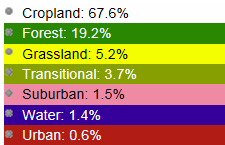 Cropland: 67.6%
Forest: 19.2%
Grassland: 5.2%
Transitional: 3.7%
Suburban: 1.5%
Water: 1.4%
Urban: 0.6%